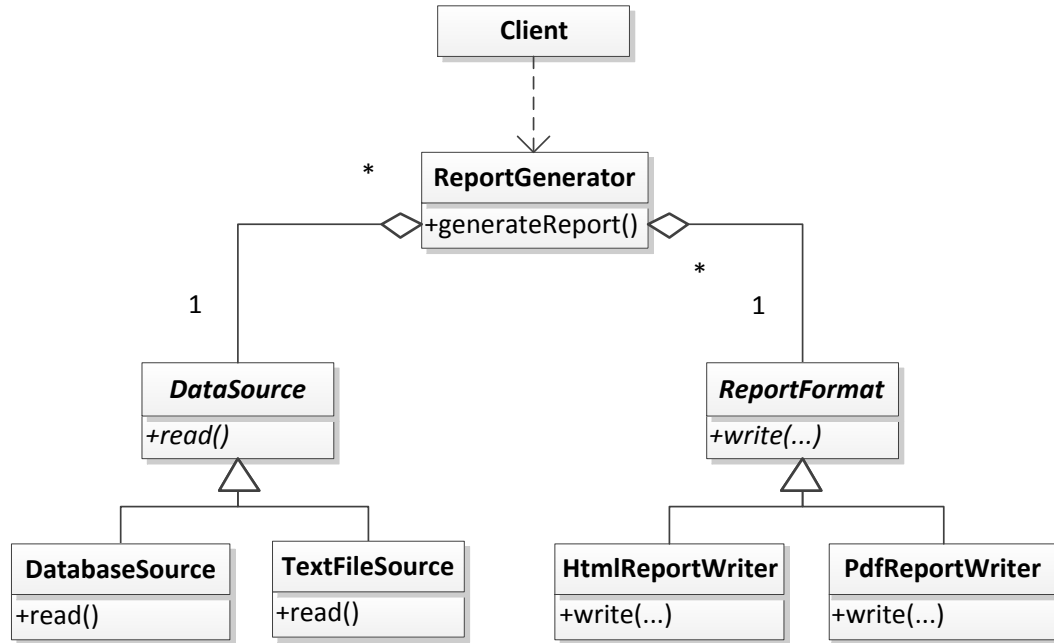 Client
ReportGenerator
+generateReport()
*
*
1
1
DataSource
+read()
ReportFormat
+write(...)
DatabaseSource
+read()
TextFileSource
+read()
HtmlReportWriter
+write(...)
PdfReportWriter
+write(...)